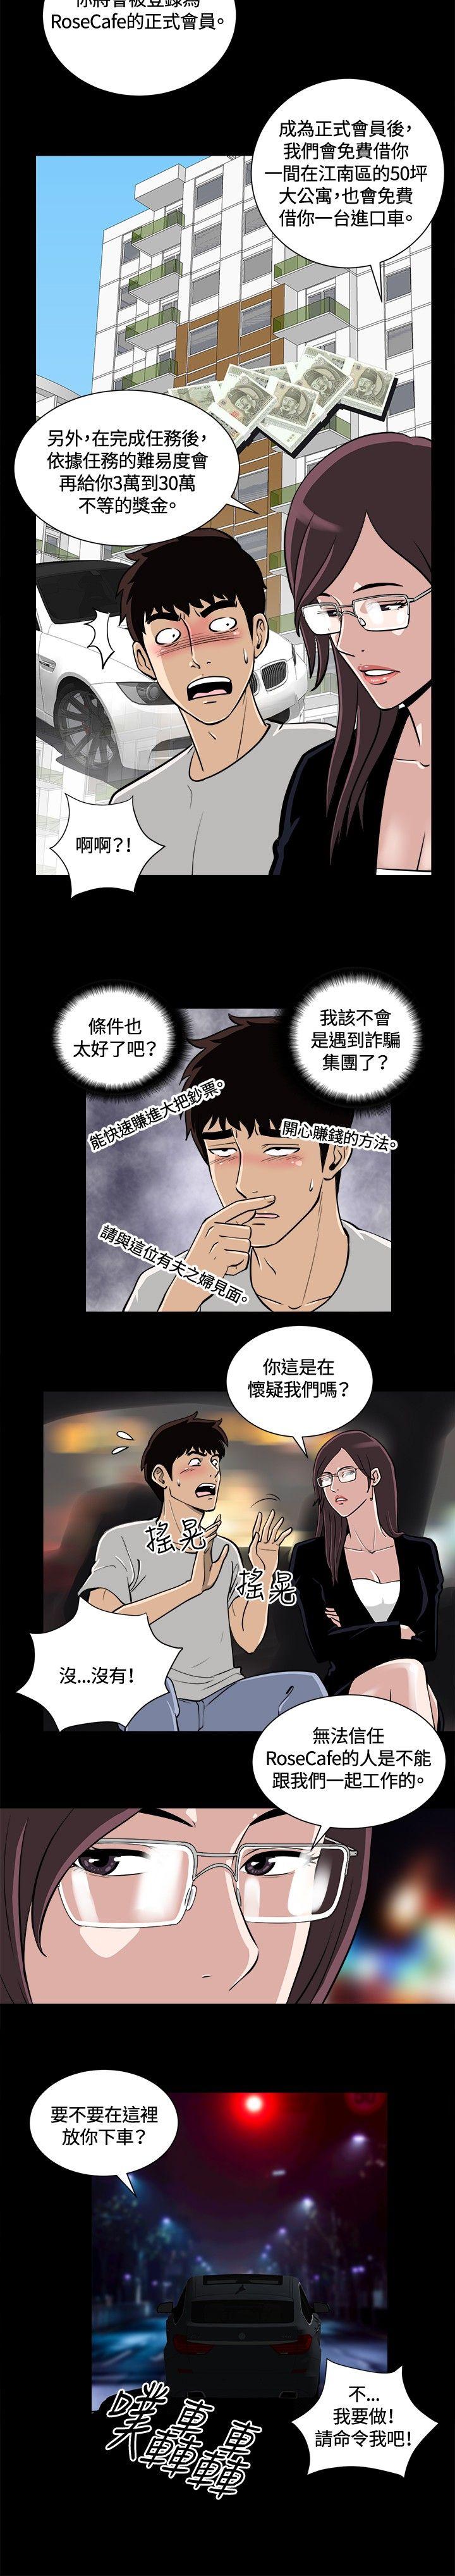 你將會被登錄為
RoseCafe的正式會員。
成為正式會員後，
我們會免費借你
一間在江南區的50坪
大公寓，也會免費
借你一台進口車。
另外，在完成任務後，
依據任務的難易度會
再給你3萬到30萬
不等的獎金。
啊啊？！
條件也
太好了吧？
我該不會
是遇到詐騙
集團了？
能快速賺進大把鈔票。
開心賺錢的方法。
請與這位有夫之婦見面。
你這是在
懷疑我們嗎？
搖晃
搖晃
沒...沒有！
無法信任
RoseCafe的人是不能
跟我們一起工作的。
要不要在這裡
放你下車？
噗轟轟轟
不...
我要做！
請命令我吧！